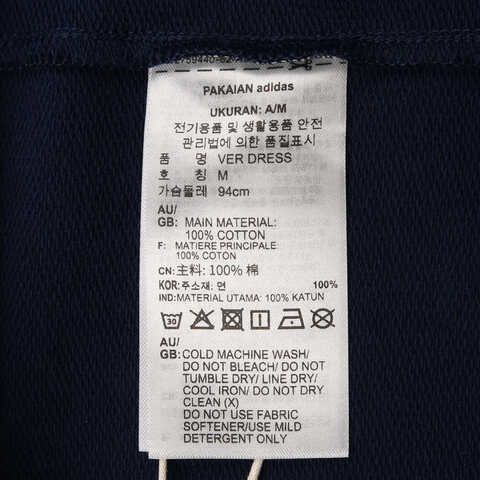 PAKAIAN adidas
UKURAN: A/M
전기용품 및 생활용품 안전
관리법에 의한 품질표시
품 명 VER DRESS
호 칭 M
가슴둘레 94cm
AU/
GB: MAIN MATERIAL:
100% COTTON
F: MATIERE PRINCIPALE
100% COTON
CN: 主料: 100% 棉
KOR: 주소재: 면 100%
IND: MATERIAL UTAMA: 100% KATUN
30
AU/
GB: COLD MACHINE WASH/
DO NOT BLEACH/ DO NOT
TUMBLE DRY/ LINE DRY/
COOL IRON/ DO NOT DRY
CLEAN (X)
DO NOT USE FABRIC
SOFTENER/USE MILD
DETERGENT ONLY